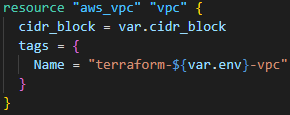 resource "aws_vpc" "vpc" {
  cidr_block = var.cidr_block
  tags = {
    Name = "terraform-${var.env}-vpc"
  }
}